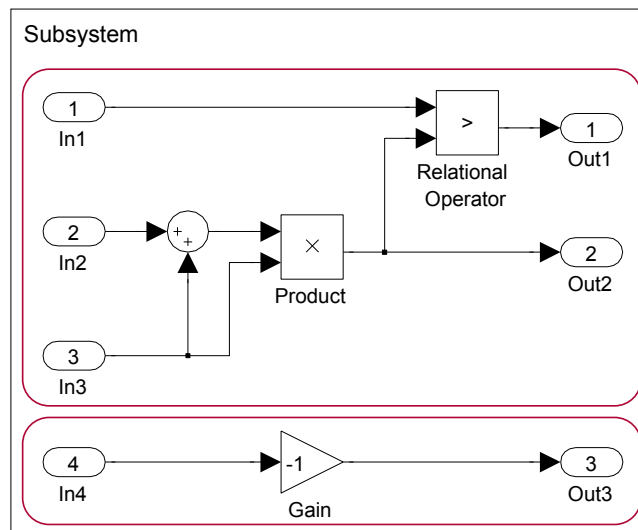 Subsystem
1
In1
>
1
Out1
Relational
Operator
2
In2
+
+
×
Product
2
Out2
3
In3
4
In4
-1
Gain
3
Out3